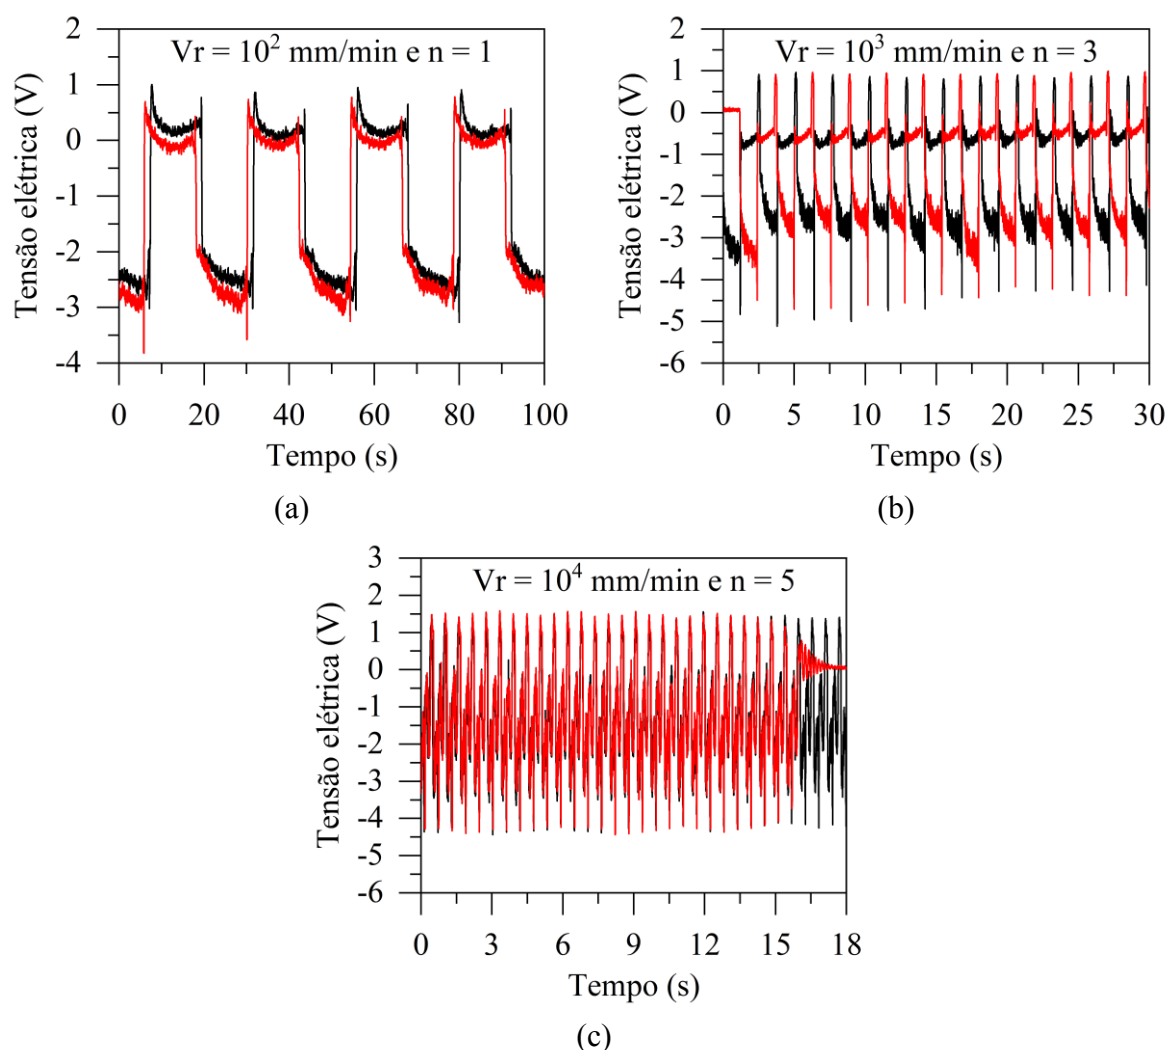 Vr = 10² mm/min e n = 1
Tensão elétrica (V)
2
1
0
-1
-2
-3
-4
0 20 40 60 80 100
Tempo (s)
(a)
Vr = 10³ mm/min e n = 3
Tensão elétrica (V)
2
1
0
-1
-2
-3
-4
-5
-6
0 5 10 15 20 25 30
Tempo (s)
(b)
Vr = 10⁴ mm/min e n = 5
Tensão elétrica (V)
3
2
1
0
-1
-2
-3
-4
-5
-6
0 3 6 9 12 15 18
Tempo (s)
(c)